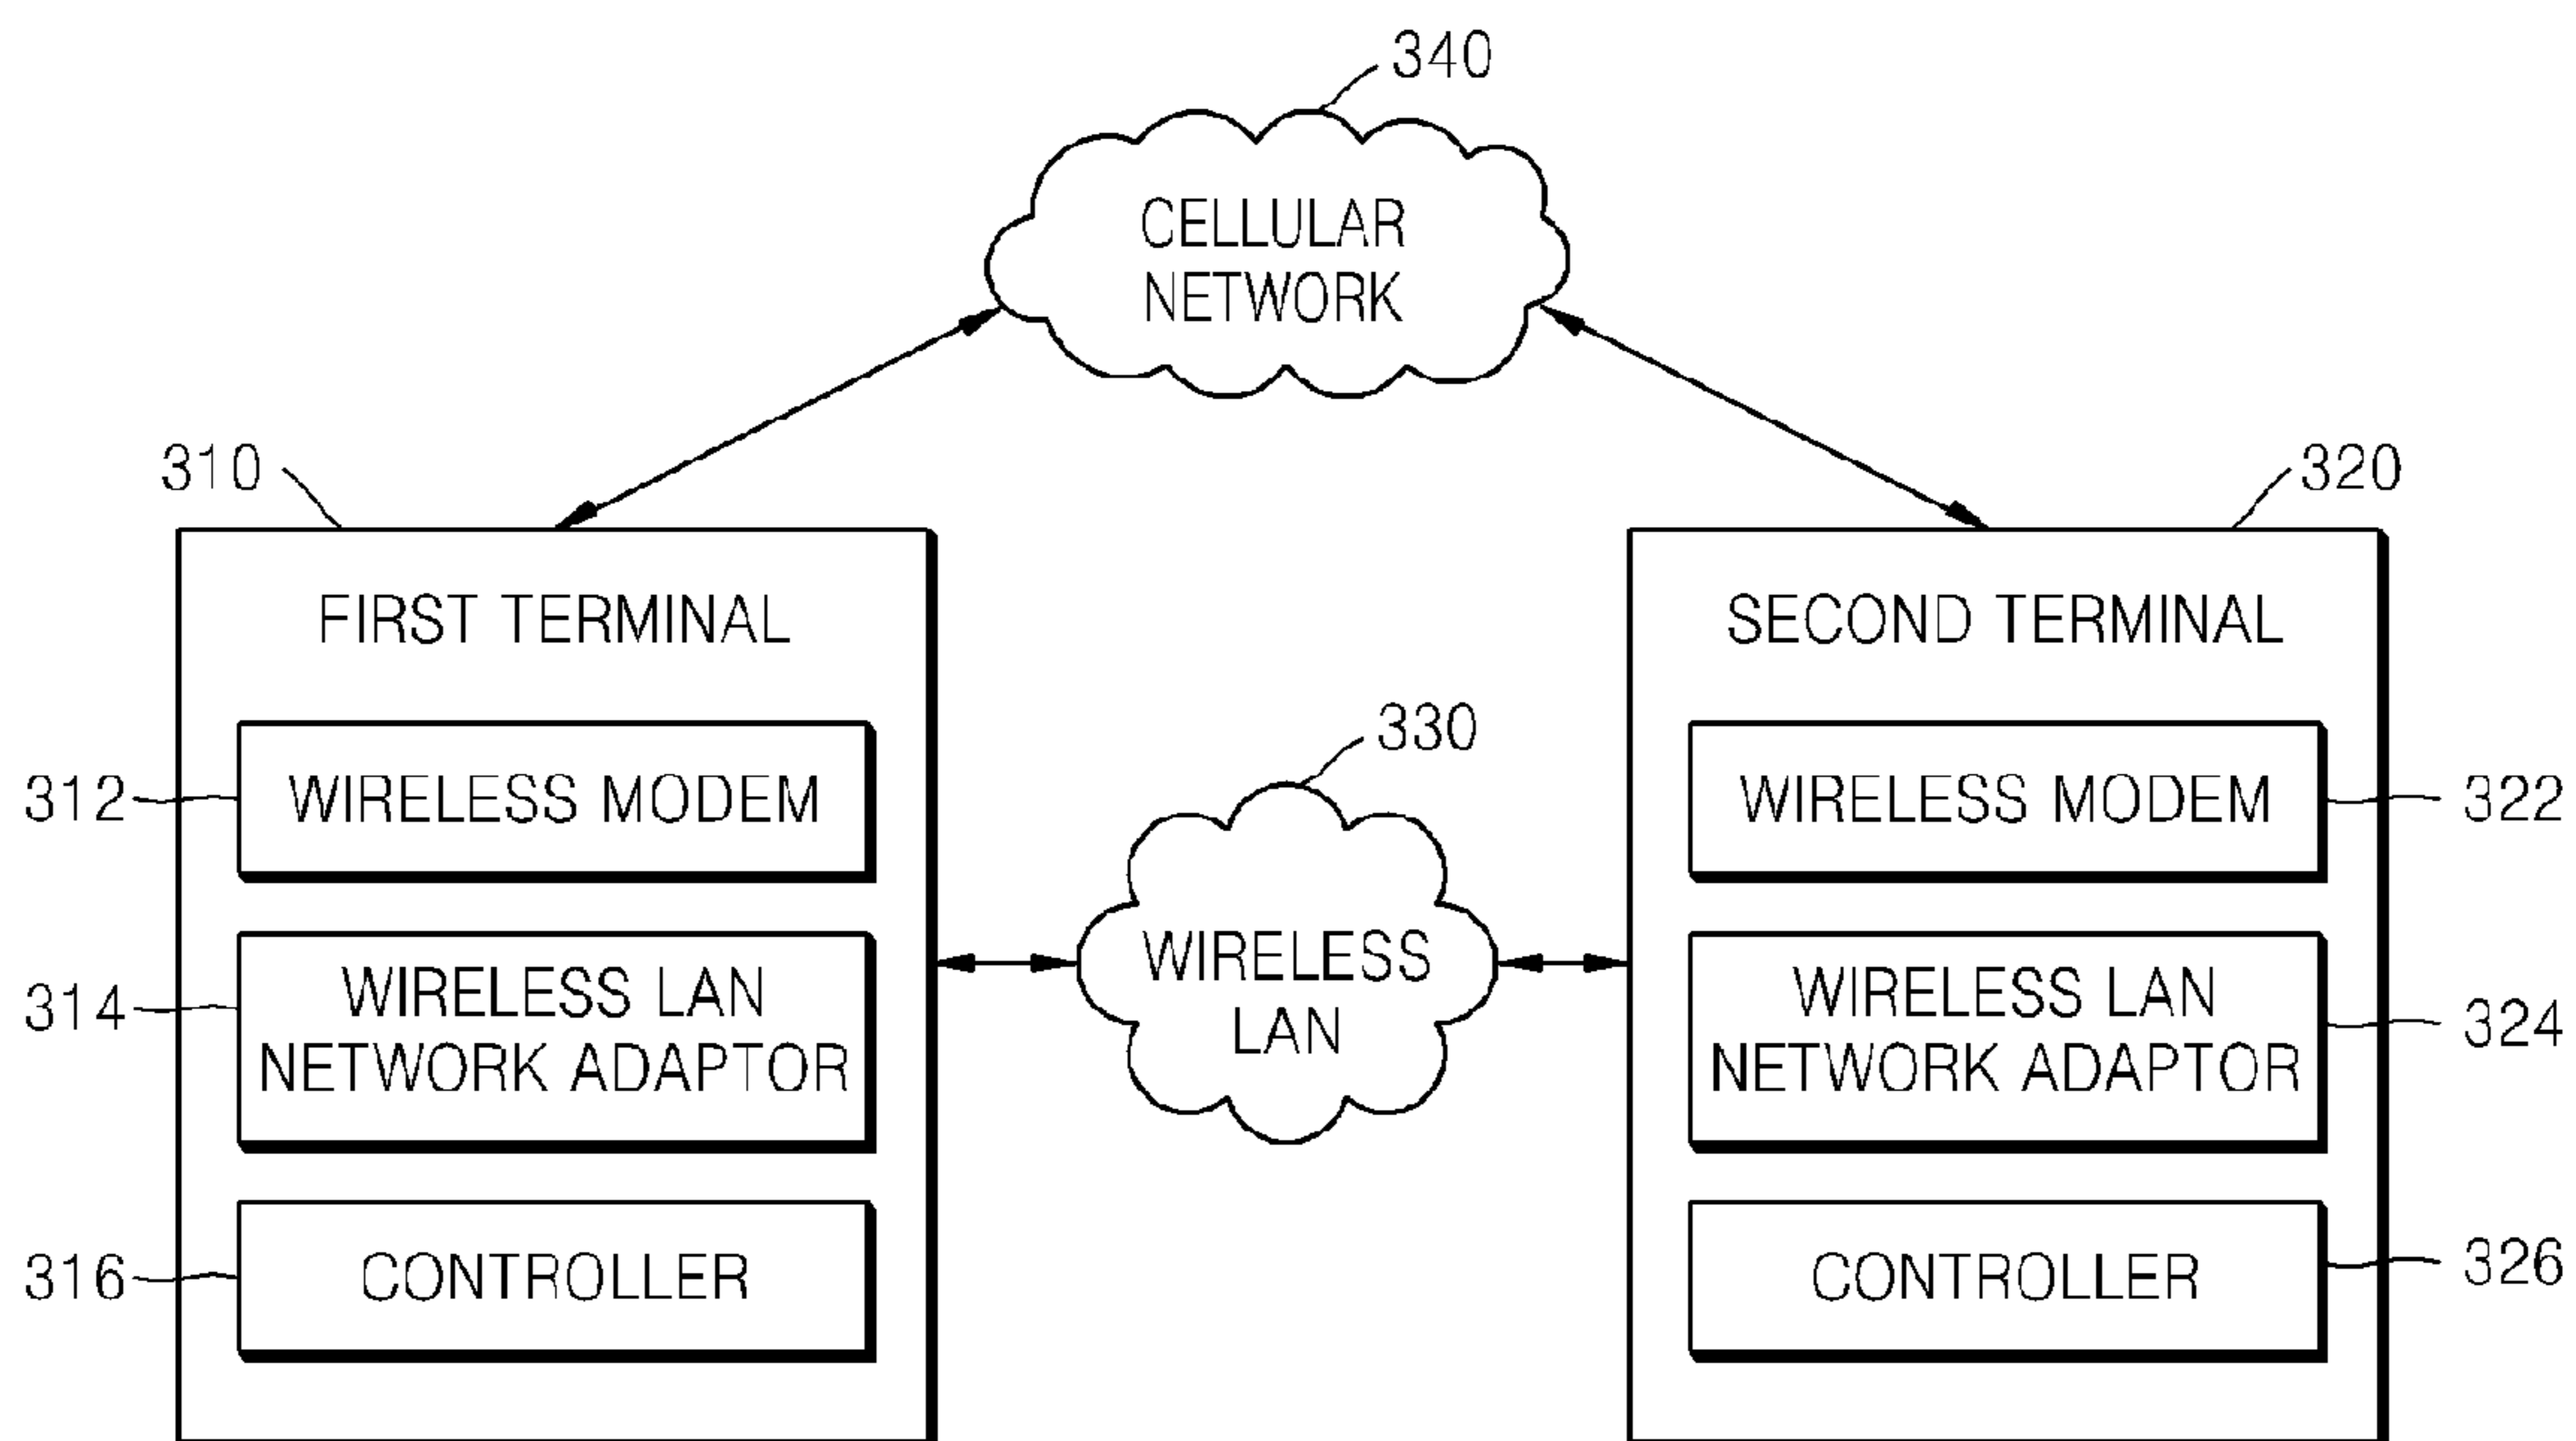 340
CELLULAR
NETWORK
310
320
FIRST TERMINAL
SECOND TERMINAL
330
312
WIRELESS MODEM
WIRELESS MODEM
322
WIRELESS
LAN
314
WIRELESS LAN
NETWORK ADAPTOR
WIRELESS LAN
NETWORK ADAPTOR
324
316
CONTROLLER
CONTROLLER
326